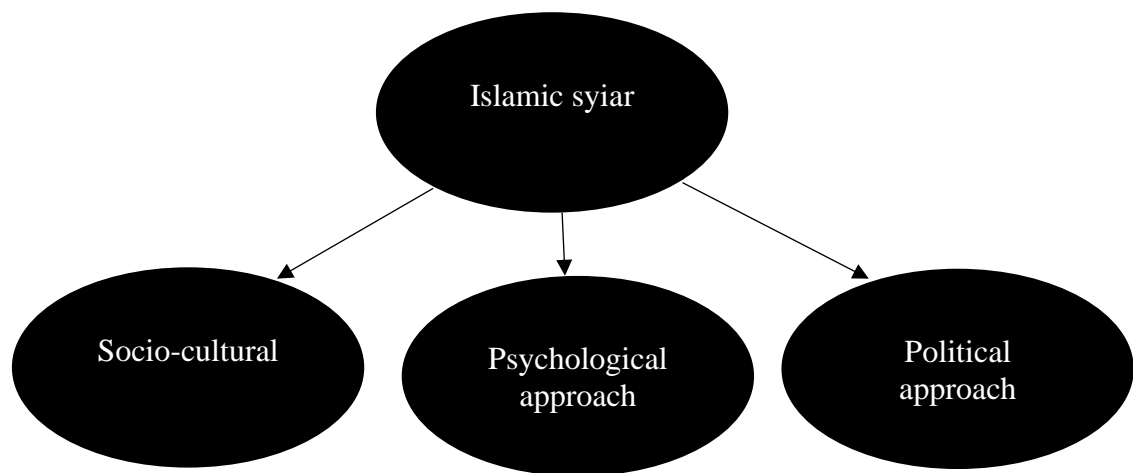 Islamic syiar
Socio-cultural
Psychological
approach
Political
approach